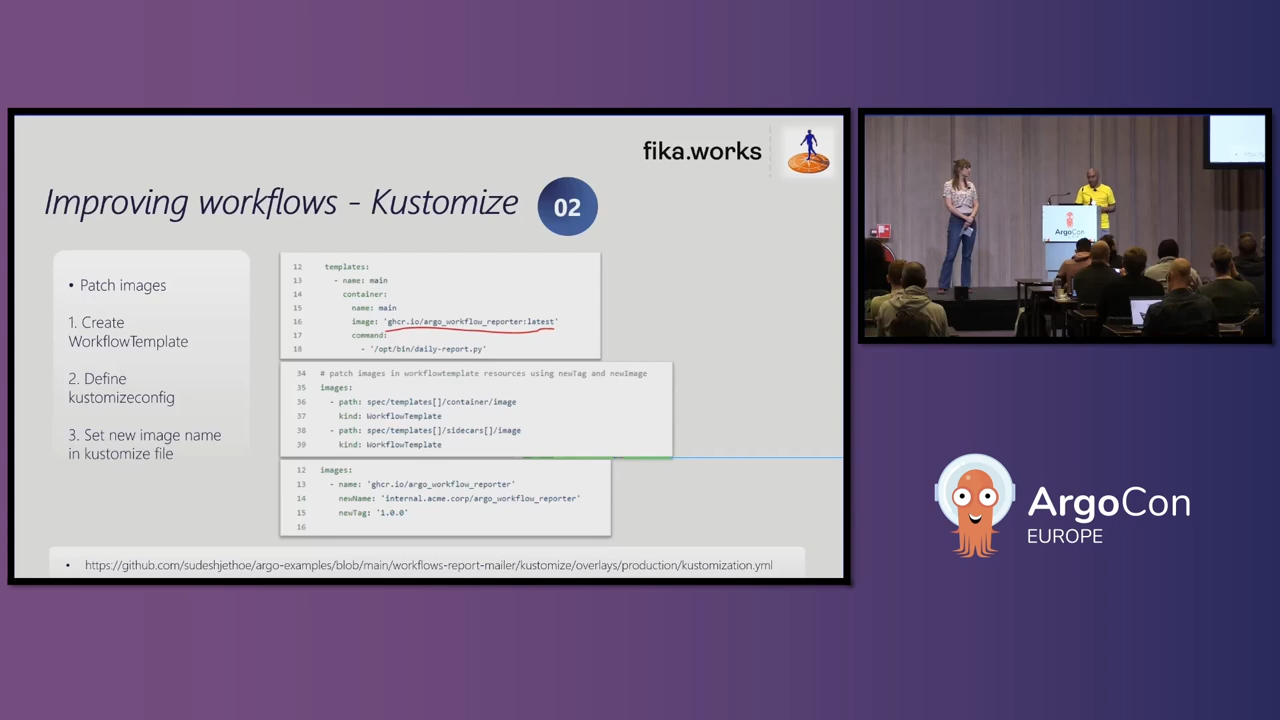 fika.works
Improving workflows - Kustomize
02
• Patch images
1. Create
WorkflowTemplate
2. Define
kustomizeconfig
3. Set new image name
in kustomize file
12 templates:
13 - name: main
14 container:
15 name: main
16 image: 'ghcr.io/argo_workflow_reporter:latest'
17 command:
18 - '/opt/bin/daily-report.py'
34 # patch images in workflowtemplate resources using newTag and newImage
35 images:
36 - path: spec/templates[]/container/image
37 kind: WorkflowTemplate
38 - path: spec/templates[]/sidecars[]/image
39 kind: WorkflowTemplate
12 images:
13 - name: 'ghcr.io/argo_workflow_reporter'
14 newName: 'internal.acme.corp/argo_workflow_reporter'
15 newTag: '1.0.0'
16
• https://github.com/sudeshjethoe/argo-examples/blob/main/workflows-report-mailer/kustomize/overlays/production/kustomization.yml
ArgoCon
ArgoCon
EUROPE